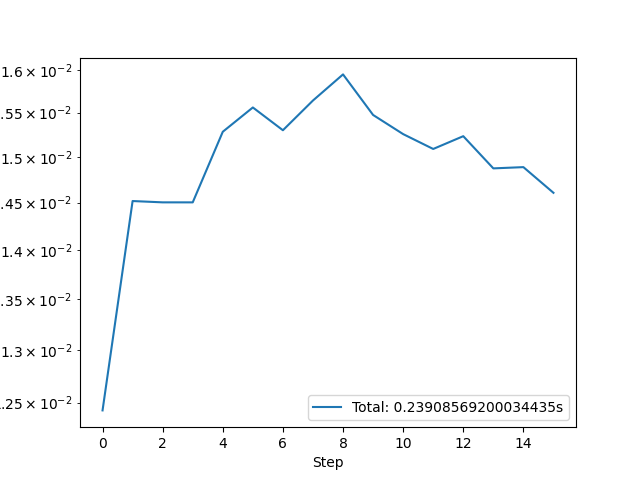 1.6 × 10⁻²
.55 × 10⁻²
1.5 × 10⁻²
.45 × 10⁻²
1.4 × 10⁻²
.35 × 10⁻²
1.3 × 10⁻²
.25 × 10⁻²
Total: 0.23908569200034435s
0 2 4 6 8 10 12 14
Step